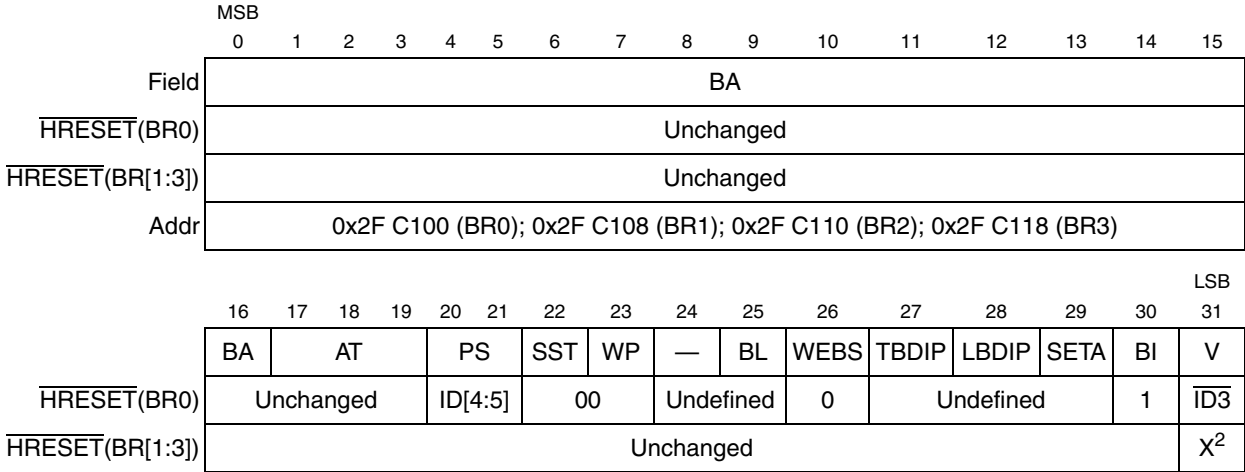 MSB
0 1 2 3 4 5 6 7 8 9 10 11 12 13 14 15
Field BA
HRESET(BR0) Unchanged
HRESET(BR[1:3]) Unchanged
Addr 0x2F C100 (BR0); 0x2F C108 (BR1); 0x2F C110 (BR2); 0x2F C118 (BR3)
LSB
16 17 18 19 20 21 22 23 24 25 26 27 28 29 30 31
BA AT PS SST WP — BL WEBS TBDIP LBDIP SETA BI V
HRESET(BR0) Unchanged ID[4:5] 00 Undefined 0 Undefined 1 ID3
HRESET(BR[1:3]) Unchanged X²